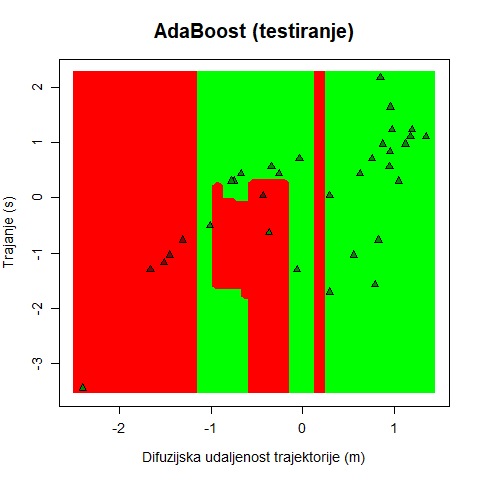 AdaBoost (testiranje)
Trajanje (s)
2
1
0
-1
-2
-3
-2 -1 0 1
Difuzijska udaljenost trajektorije (m)